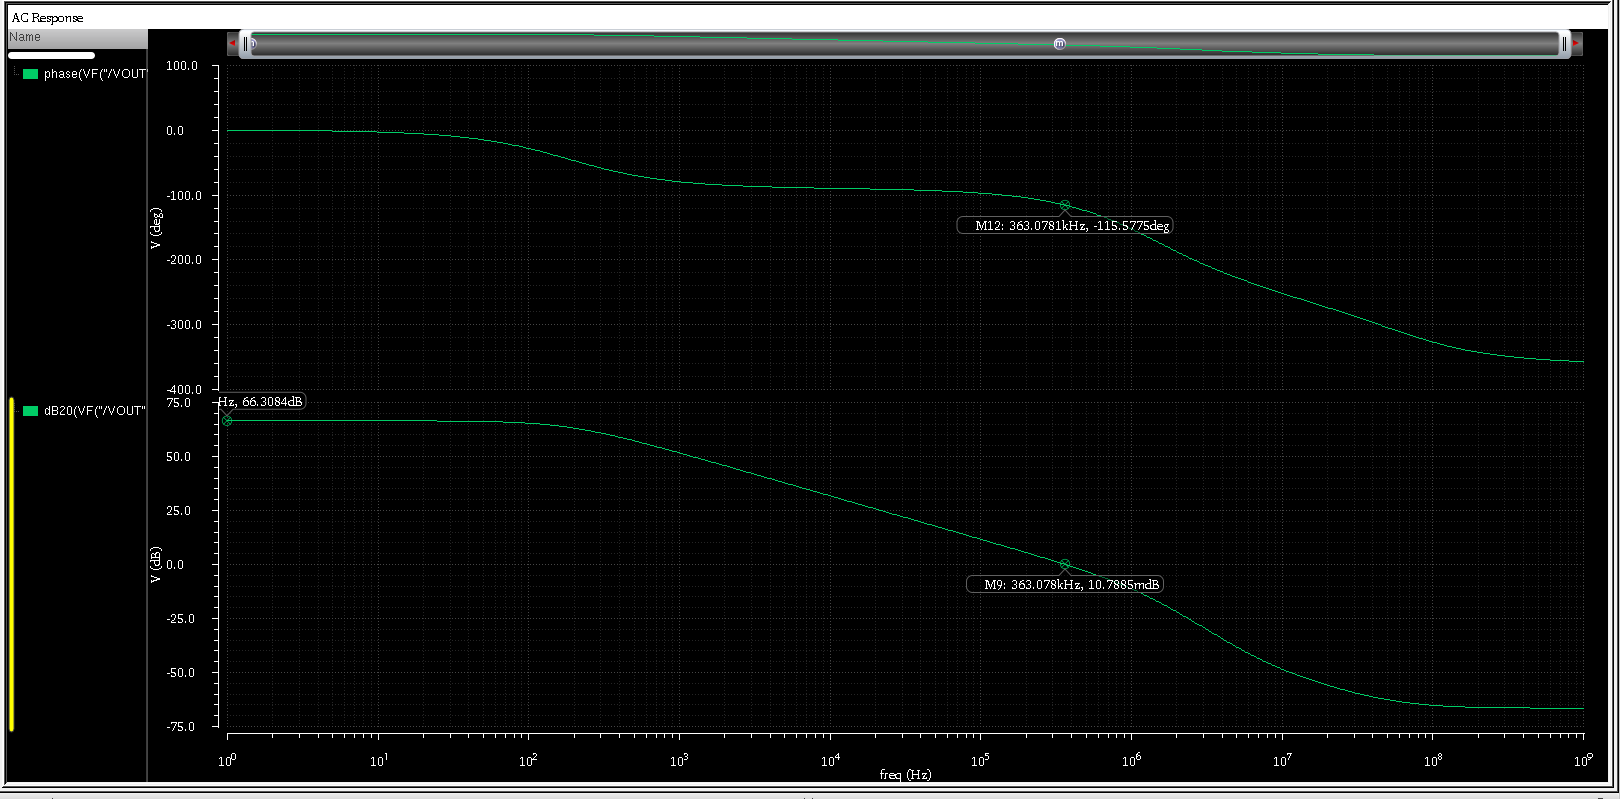 AC Response
Name
phase(VF("/VOUT"
100.0
0.0
-100.0
-200.0
-300.0
-400.0
V (deg)
M12: 363.0781kHz, -115.5775deg
dB20(VF("/VOUT"
Hz, 66.3084dB
75.0
50.0
25.0
0.0
-25.0
-50.0
-75.0
V (dB)
M9: 363.078kHz, 10.7885mdB
10⁰ 10¹ 10² 10³ 10⁴ 10⁵ 10⁶ 10⁷ 10⁸ 10⁹
freq (Hz)